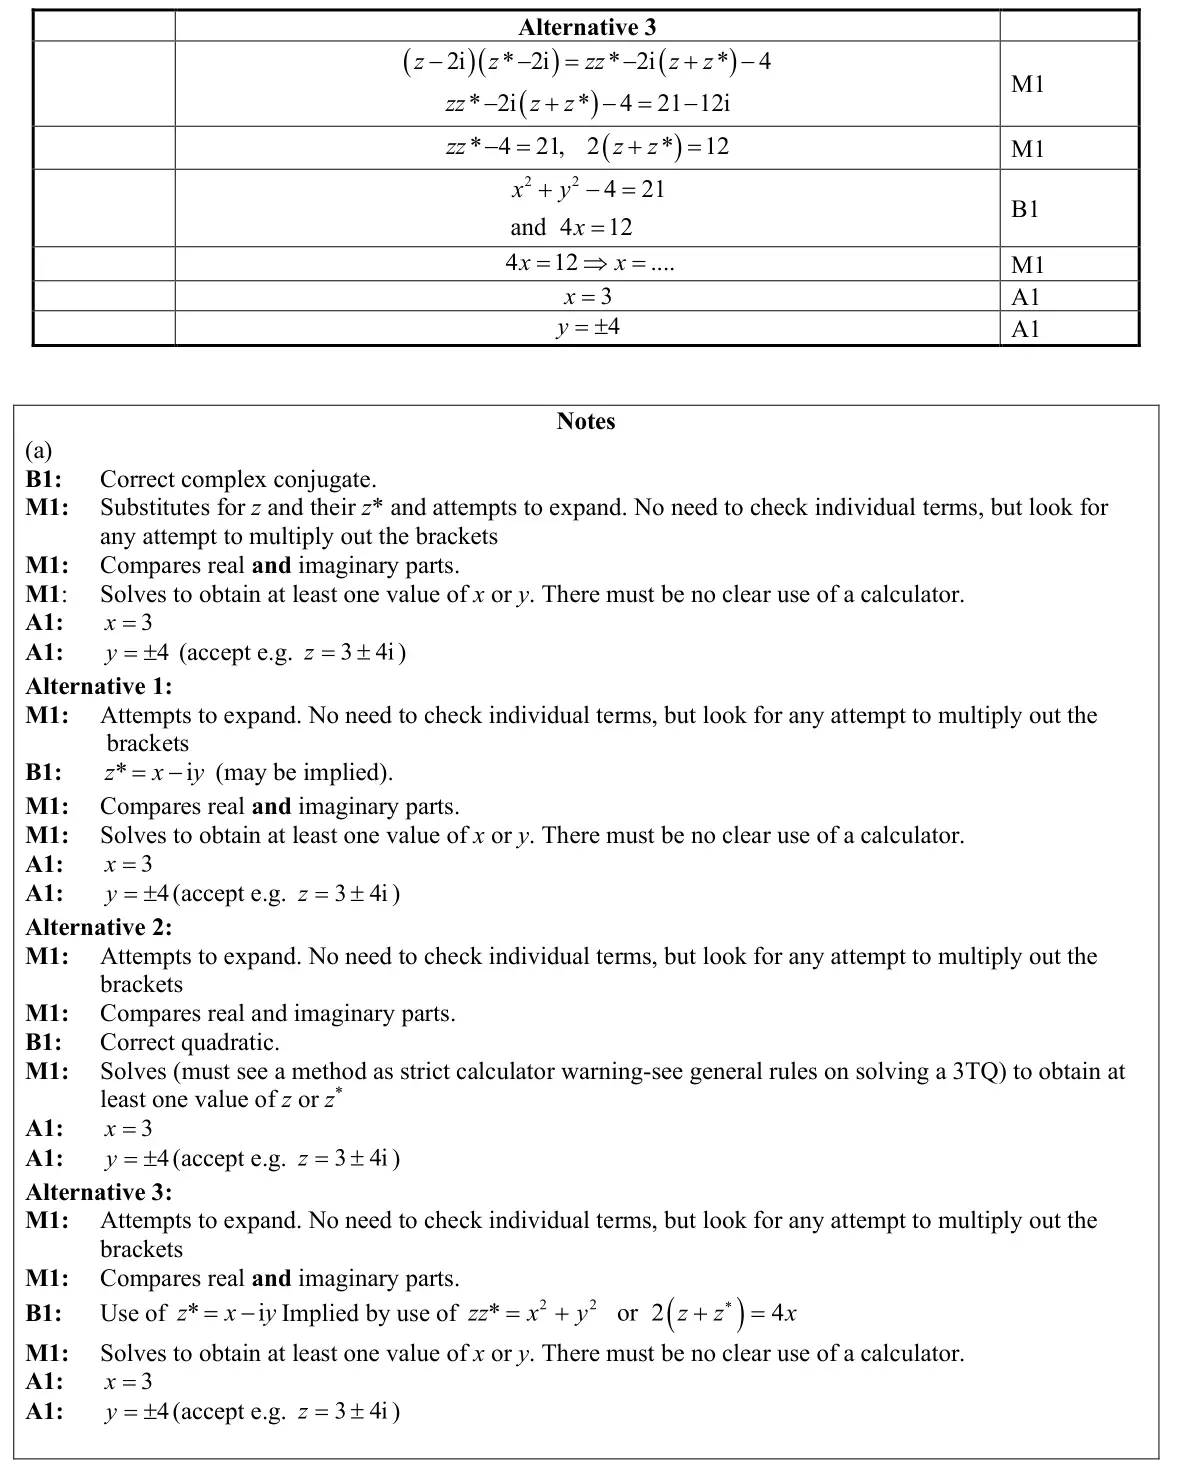 Alternative 3
(z – 2i)(z* –2i) = zz* –2i(z + z*) – 4
zz* –2i(z + z*) – 4 = 21 – 12i
M1
zz* –4 = 21, 2(z + z*) = 12
M1
x² + y² – 4 = 21
and 4x = 12
B1
4x = 12 ⇒ x = ....
M1
x = 3
A1
y = ±4
A1
Notes
(a)
B1: Correct complex conjugate.
M1: Substitutes for z and their z* and attempts to expand. No need to check individual terms, but look for
any attempt to multiply out the brackets
M1: Compares real and imaginary parts.
M1: Solves to obtain at least one value of x or y. There must be no clear use of a calculator.
A1: x = 3
A1: y = ±4 (accept e.g. z = 3 ± 4i)
Alternative 1:
M1: Attempts to expand. No need to check individual terms, but look for any attempt to multiply out the
brackets
B1: z* = x – iy (may be implied).
M1: Compares real and imaginary parts.
M1: Solves to obtain at least one value of x or y. There must be no clear use of a calculator.
A1: x = 3
A1: y = ±4 (accept e.g. z = 3 ± 4i)
Alternative 2:
M1: Attempts to expand. No need to check individual terms, but look for any attempt to multiply out the
brackets
M1: Compares real and imaginary parts.
B1: Correct quadratic.
M1: Solves (must see a method as strict calculator warning-see general rules on solving a 3TQ) to obtain at
least one value of z or z*
A1: x = 3
A1: y = ±4 (accept e.g. z = 3 ± 4i)
Alternative 3:
M1: Attempts to expand. No need to check individual terms, but look for any attempt to multiply out the
brackets
M1: Compares real and imaginary parts.
B1: Use of z* = x – iy Implied by use of zz* = x² + y² or 2(z + z*) = 4x
M1: Solves to obtain at least one value of x or y. There must be no clear use of a calculator.
A1: x = 3
A1: y = ±4 (accept e.g. z = 3 ± 4i)